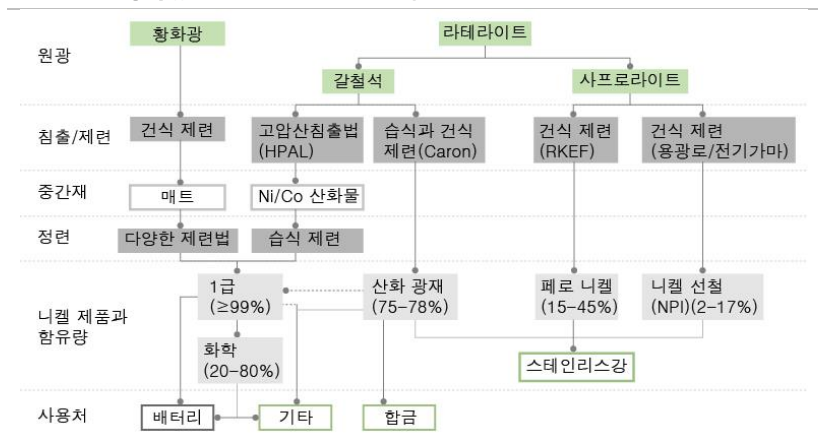 원광
황화광
라테라이트
갈철석
사프로라이트
침출/제련
건식 제련
고압산침출법
(HPAL)
습식과 건식
제련(Caron)
건식 제련
(RKEF)
건식 제련
(용광로/전기가마)
중간재
매트
Ni/Co 산화물
정련
다양한 제련법
습식 제련
니켈 제품과
함유량
1급
(≥99%)
산화 광재
(75-78%)
페로 니켈
(15-45%)
니켈 선철
(NPI)(2-17%)
화학
(20-80%)
스테인리스강
사용처
배터리
기타
합금